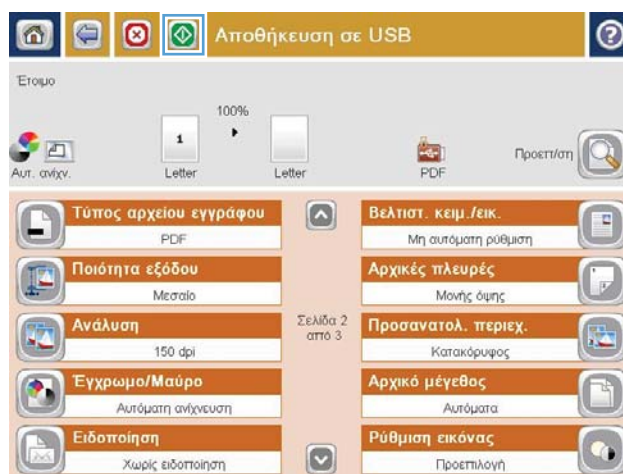 Αποθήκευση σε USB
?
Έτοιμο
100%
1
Αυτ. ανίχν.
Letter
Letter
PDF
Προεπ/ση
Τύπος αρχείου εγγράφου
PDF
Ποιότητα εξόδου
Μεσαίο
Ανάλυση
150 dpi
Έγχρωμο/Μαύρο
Αυτόματη ανίχνευση
Ειδοποίηση
Χωρίς ειδοποίηση
Σελίδα 2
από 3
Βελτιστ. κειμ./εικ.
Μη αυτόματη ρύθμιση
Αρχικές πλευρές
Μονής όψης
Προσανατολ. περιεχ.
Κατακόρυφος
Αρχικό μέγεθος
Αυτόματα
Ρύθμιση εικόνας
Προεπιλογή